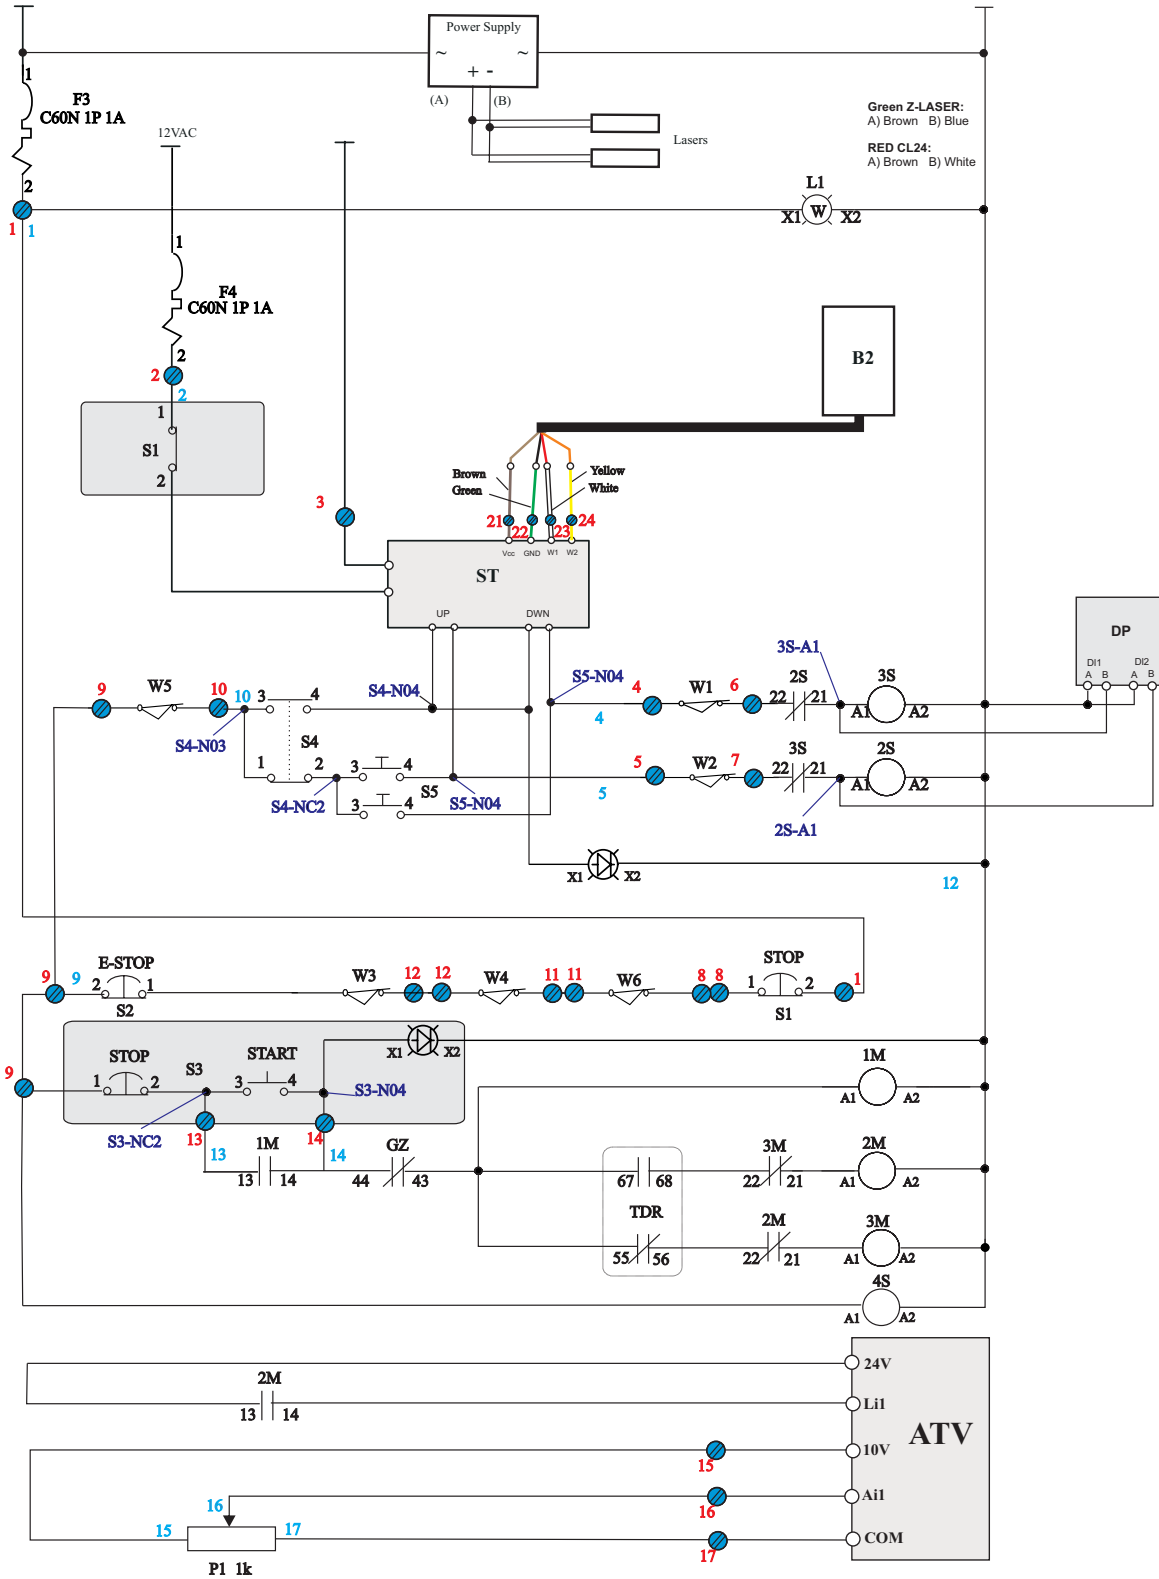 Power Supply
~ ~
+ -
(A) (B)
1
F3
C60N 1P 1A
2
1 1
12VAC
Lasers
Green Z-LASER:
A) Brown B) Blue
RED CL24:
A) Brown B) White
L1
X1 W X2
1
F4
C60N 1P 1A
2
2
2
1
S1
2
B2
3
Brown
Green
Yellow
White
21 22 23 24
Vcc GND W1 W2
ST
UP DWN
DP
DI1 DI2
A B A B
9 W5 10 10 3 4
S4-N03
S4
S4-N04
S5-N04
4 W1 6
4
2S
22 21
3S-A1
3S
A1 A2
1 2
S4-NC2
3 4
S5
3 4
S5-N04
5 W2 7
5
3S
22 21
2S-A1
2S
A1 A2
X1 X2
12
9 9
E-STOP
2 1
S2
W3 12 12 W4 11 11 W6 8 8
STOP
1 2
S1
1
9
STOP
1 2
S3
START
3 4
X1 X2
S3-N04
S3-NC2
13
13
14
14
1M
13 14
GZ
44 43
1M
A1 A2
67 68
TDR
55 56
3M
22 21
2M
A1 A2
2M
22 21
3M
A1 A2
4S
A1 A2
2M
13 14
24V
Li1
ATV
10V
Ai1
COM
15
16
17
16
15 17
P1 1k